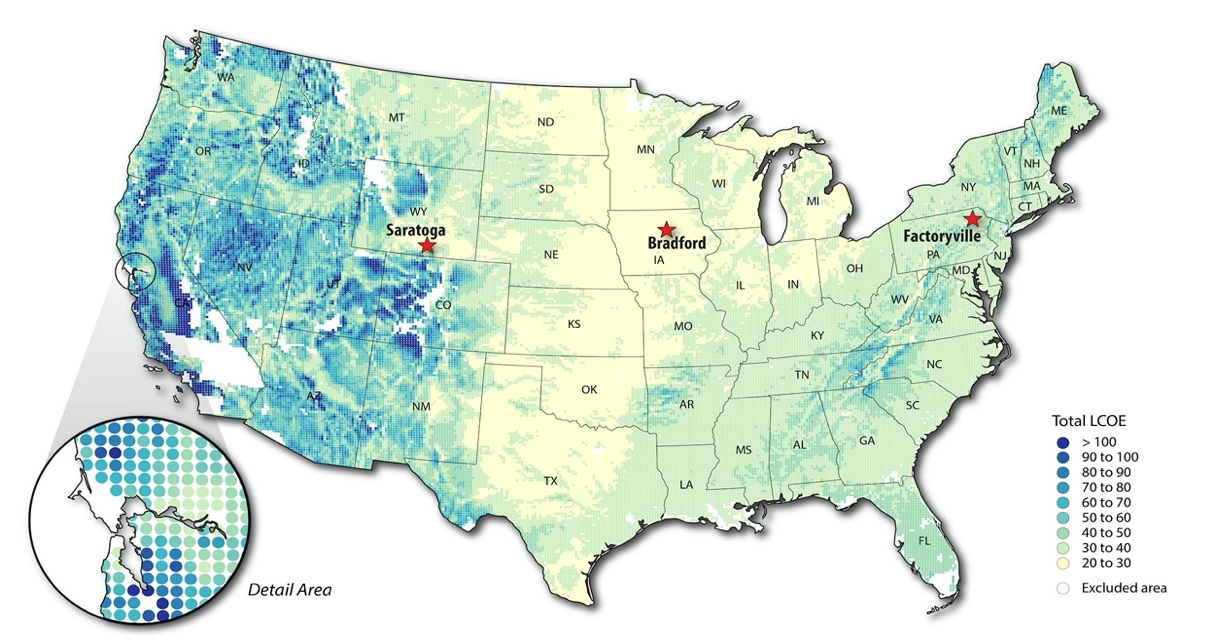 WA
MT
ND
MN
ME
VT
NH
OR
ID
SD
WI
MI
NY
MA
CT
WY
Saratoga
Bradford
IA
Factoryville
PA
NJ
MD
NV
UT
CO
NE
IL
IN
OH
WV
VA
CA
KS
MO
KY
AZ
NM
OK
AR
TN
NC
SC
TX
LA
MS
AL
GA
FL
Total LCOE
> 100
90 to 100
80 to 90
70 to 80
60 to 70
50 to 60
40 to 50
30 to 40
20 to 30
Excluded area
Detail Area